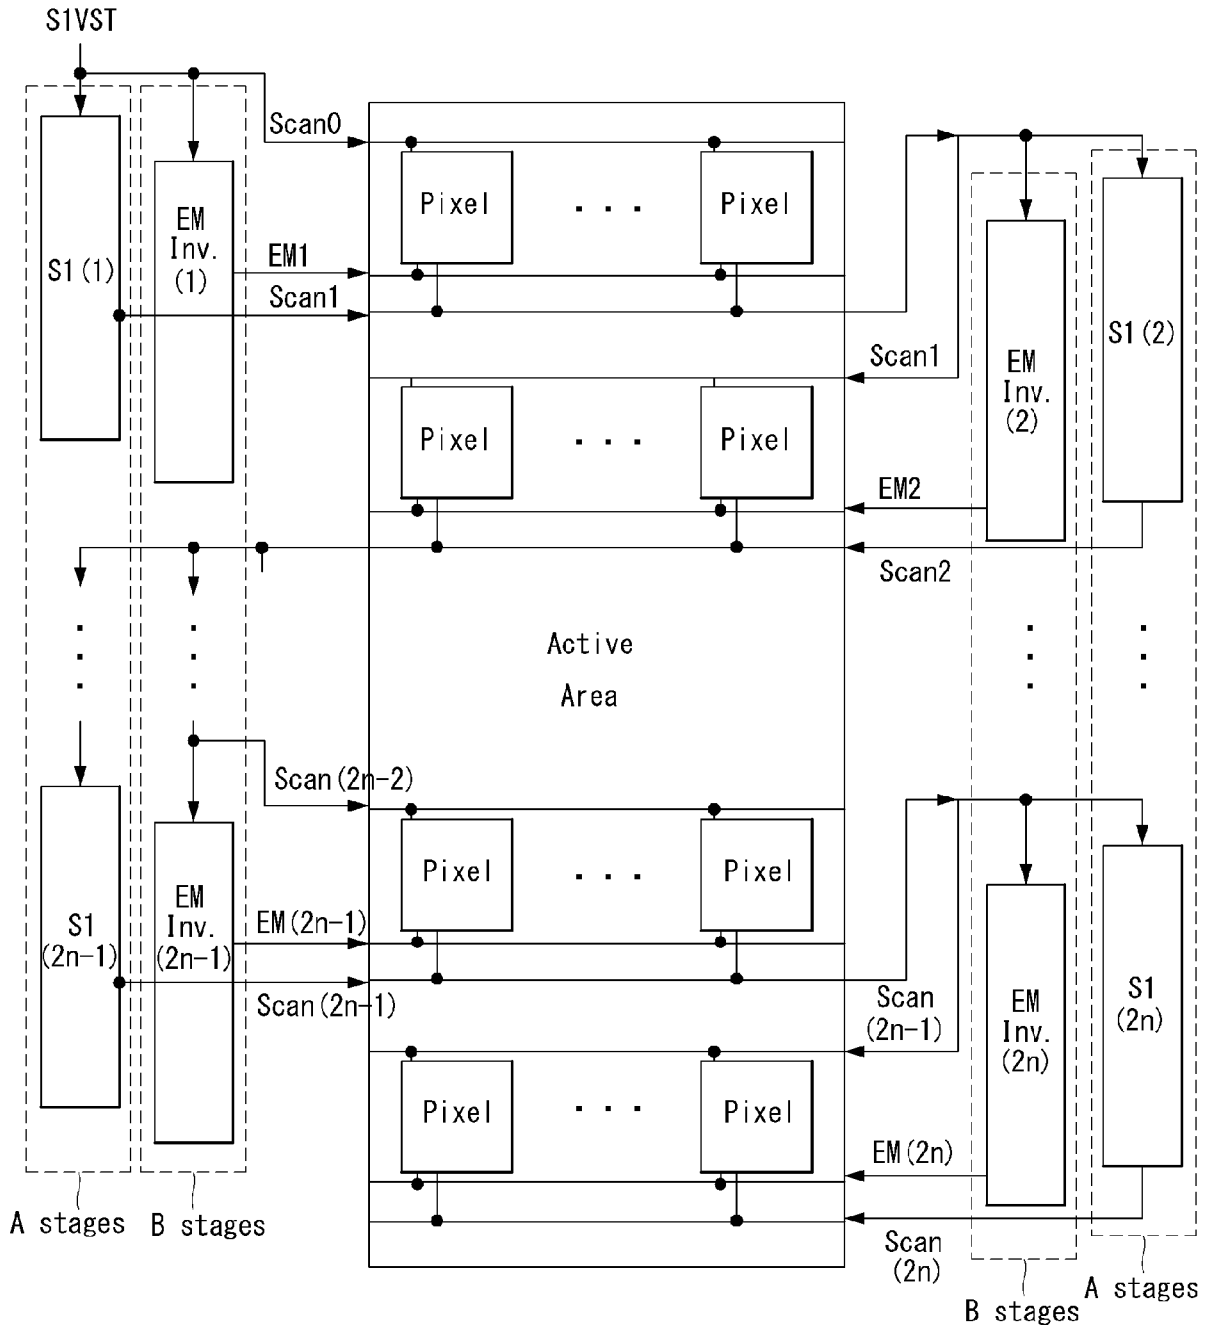 S1VST
Scan0
Pixel
. . .
Pixel
EM
Inv.
(1)
S1(1)
EM1
Scan1
S1(2)
Scan1
EM
Inv.
(2)
Pixel
. . .
Pixel
EM2
Scan2
Active
Area
Scan(2n-2)
Pixel
. . .
Pixel
S1
(2n-1)
EM
Inv.
(2n-1)
EM(2n-1)
Scan(2n-1)
Scan
(2n-1)
EM
Inv.
(2n)
S1
(2n)
Pixel
. . .
Pixel
EM(2n)
Scan
(2n)
A stages
B stages
B stages
A stages